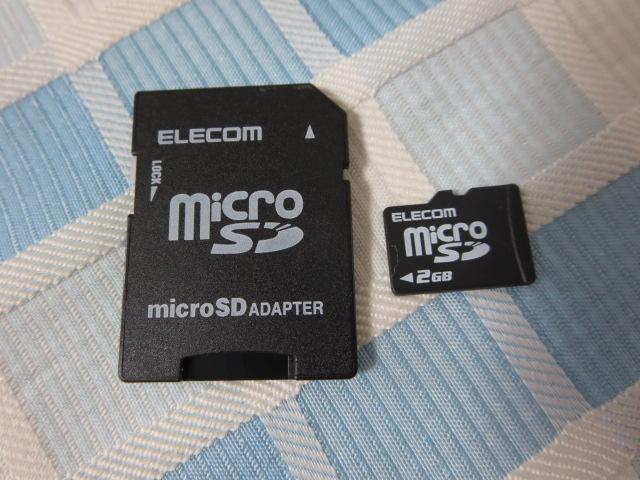 ELECOM
LOCK
micro
SD
microSD ADAPTER
ELECOM
micro
SD
2GB